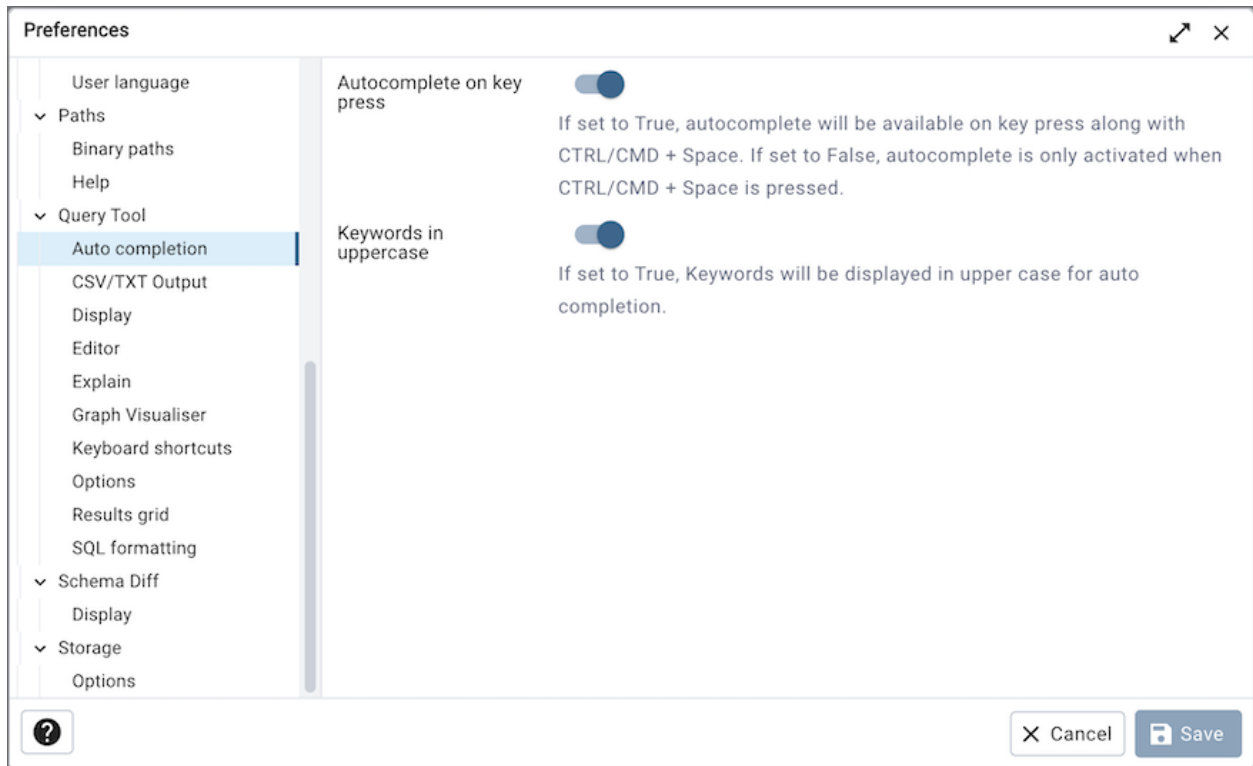 Preferences
User language
Paths
Binary paths
Help
Query Tool
Auto completion
CSV/TXT Output
Display
Editor
Explain
Graph Visualiser
Keyboard shortcuts
Options
Results grid
SQL formatting
Schema Diff
Display
Storage
Options
Autocomplete on key
press
If set to True, autocomplete will be available on key press along with
CTRL/CMD + Space. If set to False, autocomplete is only activated when
CTRL/CMD + Space is pressed.
Keywords in
uppercase
If set to True, Keywords will be displayed in upper case for auto
completion.
?
Cancel
Save